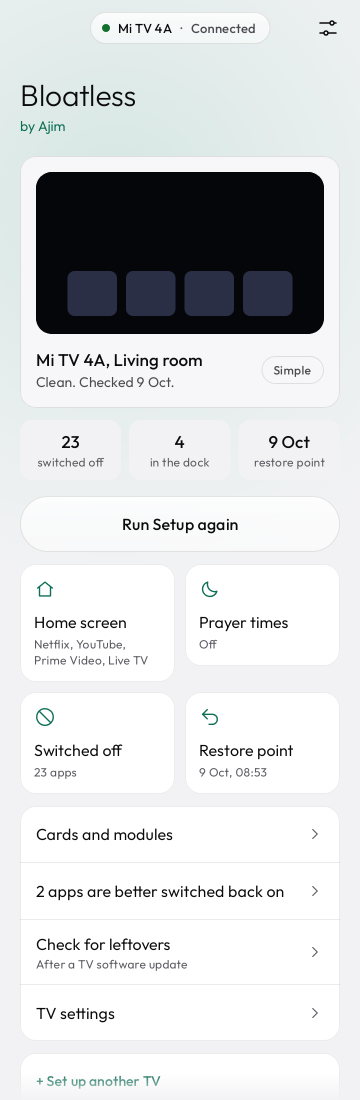 Mi TV 4A · Connected
Bloatless
by Ajim
Mi TV 4A, Living room
Clean. Checked 9 Oct.
Simple
23
switched off
4
in the dock
9 Oct
restore point
Run Setup again
Home screen
Netflix, YouTube,
Prime Video, Live TV
Prayer times
Off
Switched off
23 apps
Restore point
9 Oct, 08:53
Cards and modules
2 apps are better switched back on
Check for leftovers
After a TV software update
TV settings
+ Set up another TV